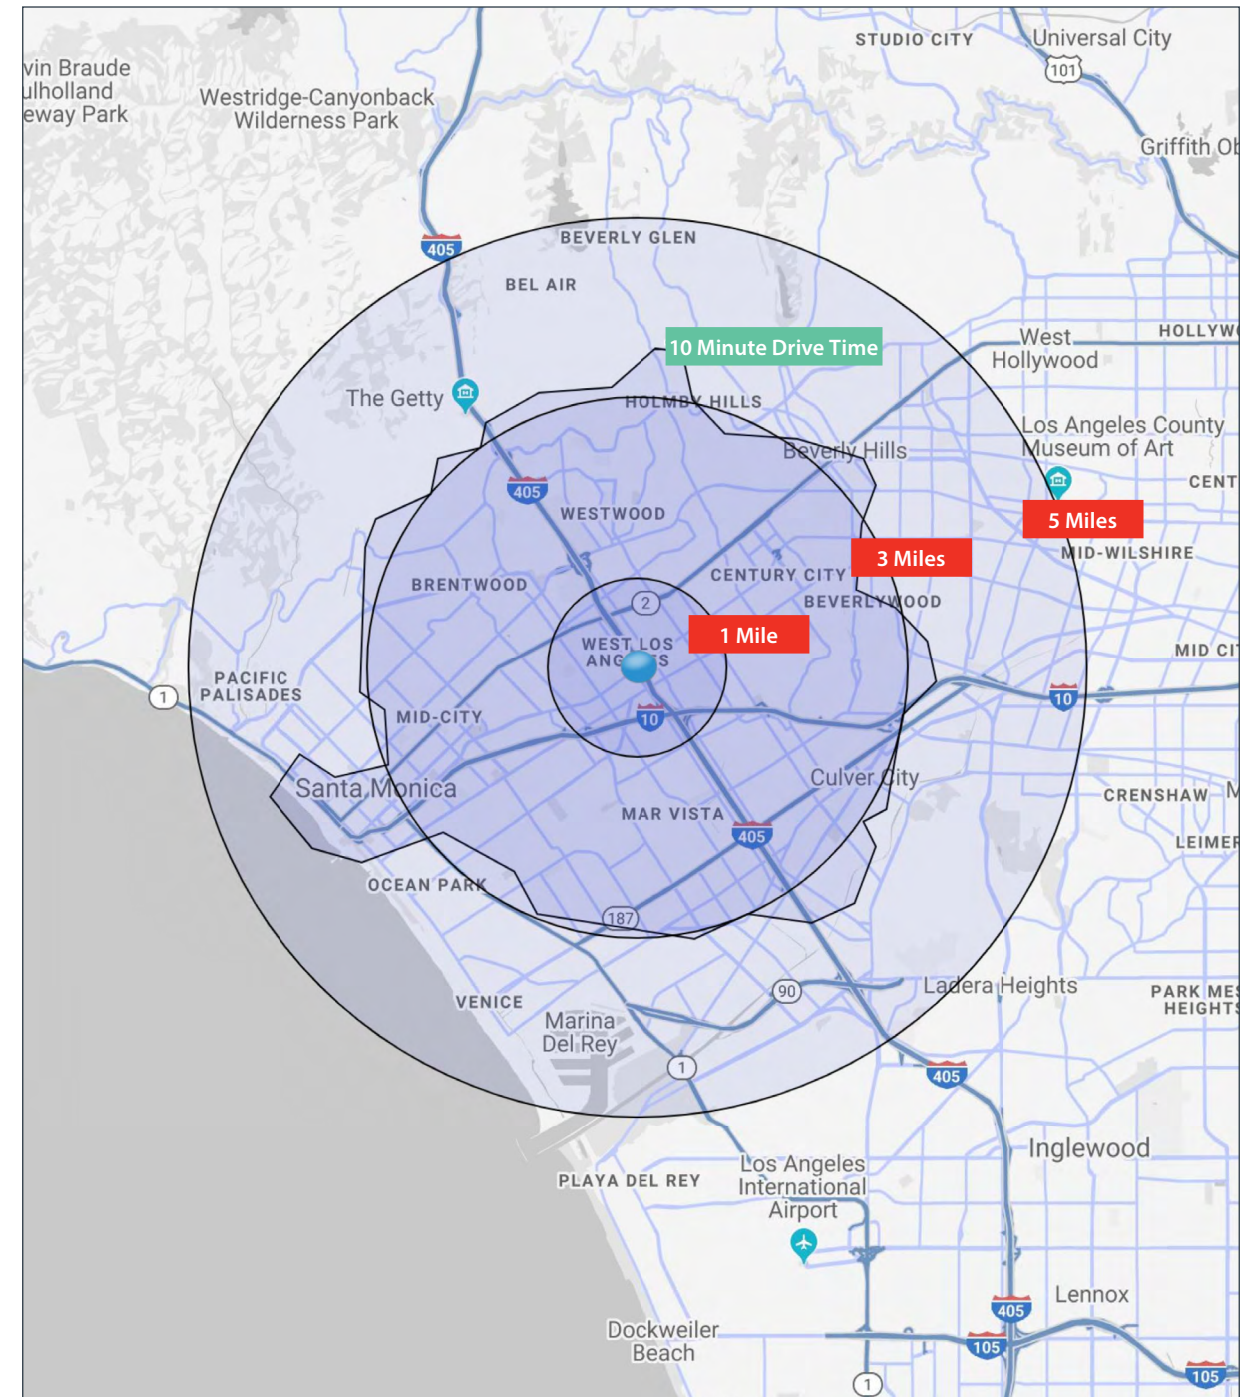 STUDIO CITY
Universal City
101
vin Braude
ulholland
eway Park
Westridge-Canyonback
Wilderness Park
Griffith Ob
405
BEVERLY GLEN
BEL AIR
10 Minute Drive Time
West
Hollywood
HOLLYW
The Getty
HOLMBY HILLS
Los Angeles County
Museum of Art
Beverly Hills
405
CENT
WESTWOOD
5 Miles
3 Miles
MID-WILSHIRE
BRENTWOOD
CENTURY CITY
2
BEVERLYWOOD
1 Mile
WEST LOS
ANGELES
MID CIT
PACIFIC
PALISADES
1
10
MID-CITY
10
Santa Monica
Culver City
CRENSHAW
M
MAR VISTA
405
LEIMER
OCEAN PARK
187
Ladera Heights
90
PARK MES
HEIGHTS
VENICE
Marina
Del Rey
1
405
Inglewood
Los Angeles
International
Airport
PLAYA DEL REY
Lennox
405
Dockweiler
Beach
105
105
1